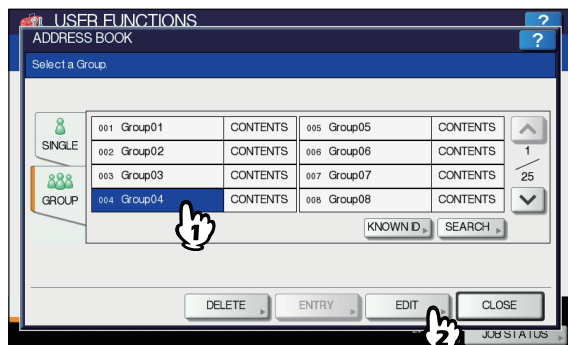 USER FUNCTIONS ?
ADDRESS BOOK ?
Select a Group.
SINGLE
GROUP
001 Group01 CONTENTS 005 Group05 CONTENTS
002 Group02 CONTENTS 006 Group06 CONTENTS
003 Group03 CONTENTS 007 Group07 CONTENTS
004 Group04 CONTENTS 008 Group08 CONTENTS
1
25
1
KNOWN ID SEARCH
DELETE ENTRY EDIT CLOSE
2
JOB STATUS